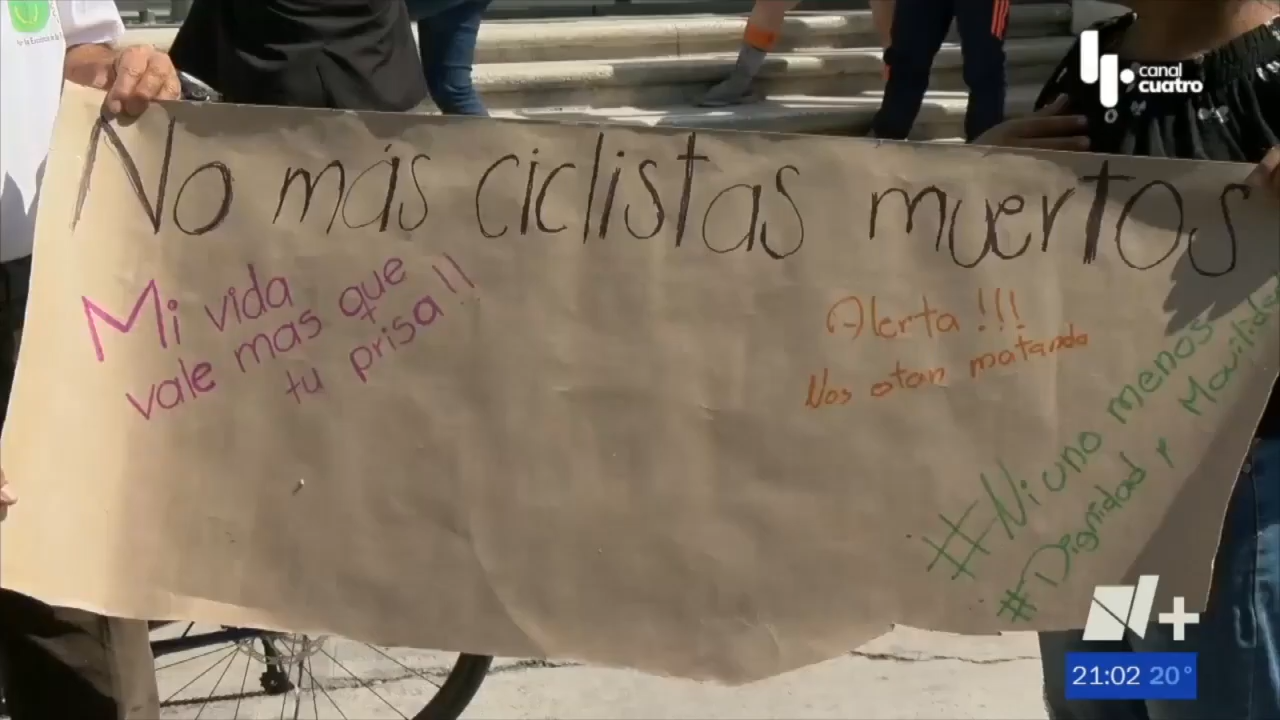 canal
cuatro
No más ciclistas muertos
Mi vida
vale mas que
tu prisa!!
Alerta !!!
Nos otan matando
#Ni uno menos
#Dignidad y Movilidad
N+
21:02 20°